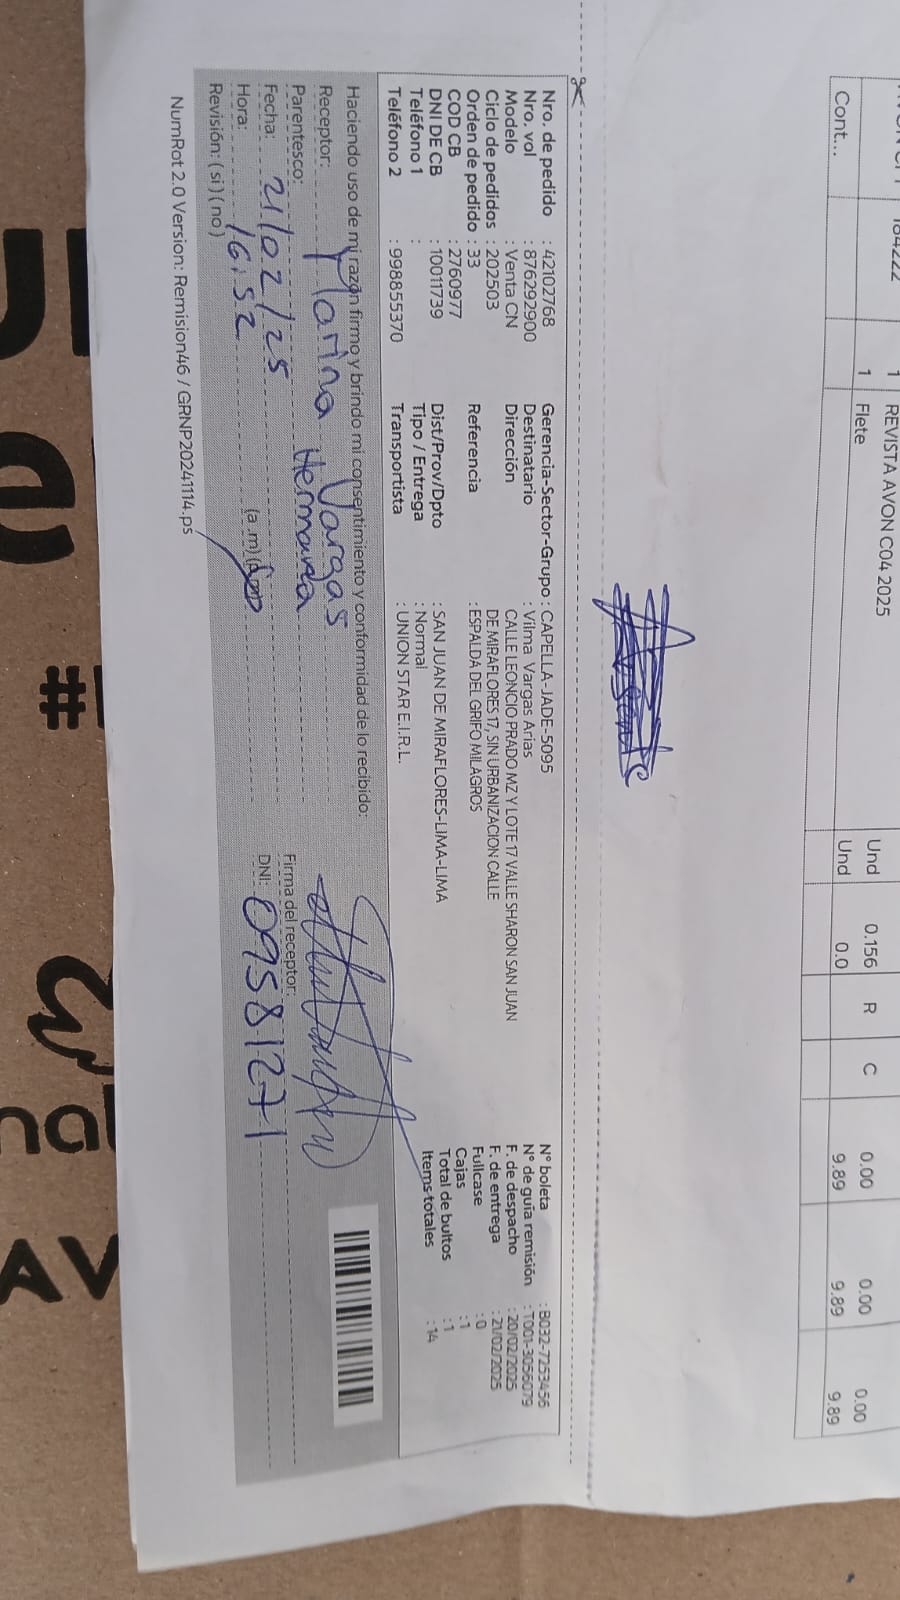 184222 1 REVISTA AVON C04 2025 Und 0.156 R C 0.00 0.00 0.00
1 Flete Und 0.0 9.89 9.89 9.89
Cont...
Nro. de pedido : 42102768 Gerencia-Sector-Grupo : CAPELLA-JADE-5095 N° boleta : B032-7253456
Nro. vol : 876292900 Destinatario : Vilma Vargas Arias N° de guía remisión : T001-3056079
Modelo : Venta CN Dirección CALLE LEONCIO PRADO MZ Y LOTE 17 VALLE SHARON SAN JUAN F. de despacho : 20/02/2025
Ciclo de pedidos : 202503 DE MIRAFLORES 17, SIN URBANIZACION CALLE F. de entrega : 21/02/2025
Orden de pedido : 33 Referencia : ESPALDA DEL GRIFO MILAGROS Fullcase : 0
COD CB : 2760977 Cajas : 1
DNI DE CB : 10011739 Dist/Prov/Dpto : SAN JUAN DE MIRAFLORES-LIMA-LIMA Total de bultos : 1
Teléfono 1 : Tipo / Entrega : Normal Items totales : 14
Teléfono 2 : 998855370 Transportista : UNION STAR E.I.R.L.
Haciendo uso de mi razón firmo y brindo mi consentimiento y conformidad de lo recibido:
Receptor: Marina Vargas
Parentesco: Hermana Firma del receptor:
Fecha: 21/02/25 DNI: 09581271
Hora: 16:52 (a.m)
Revisión: ( si ) ( no )
NumRot 2.0 Version: Remision46 / GRNP20241114.ps
#
AV